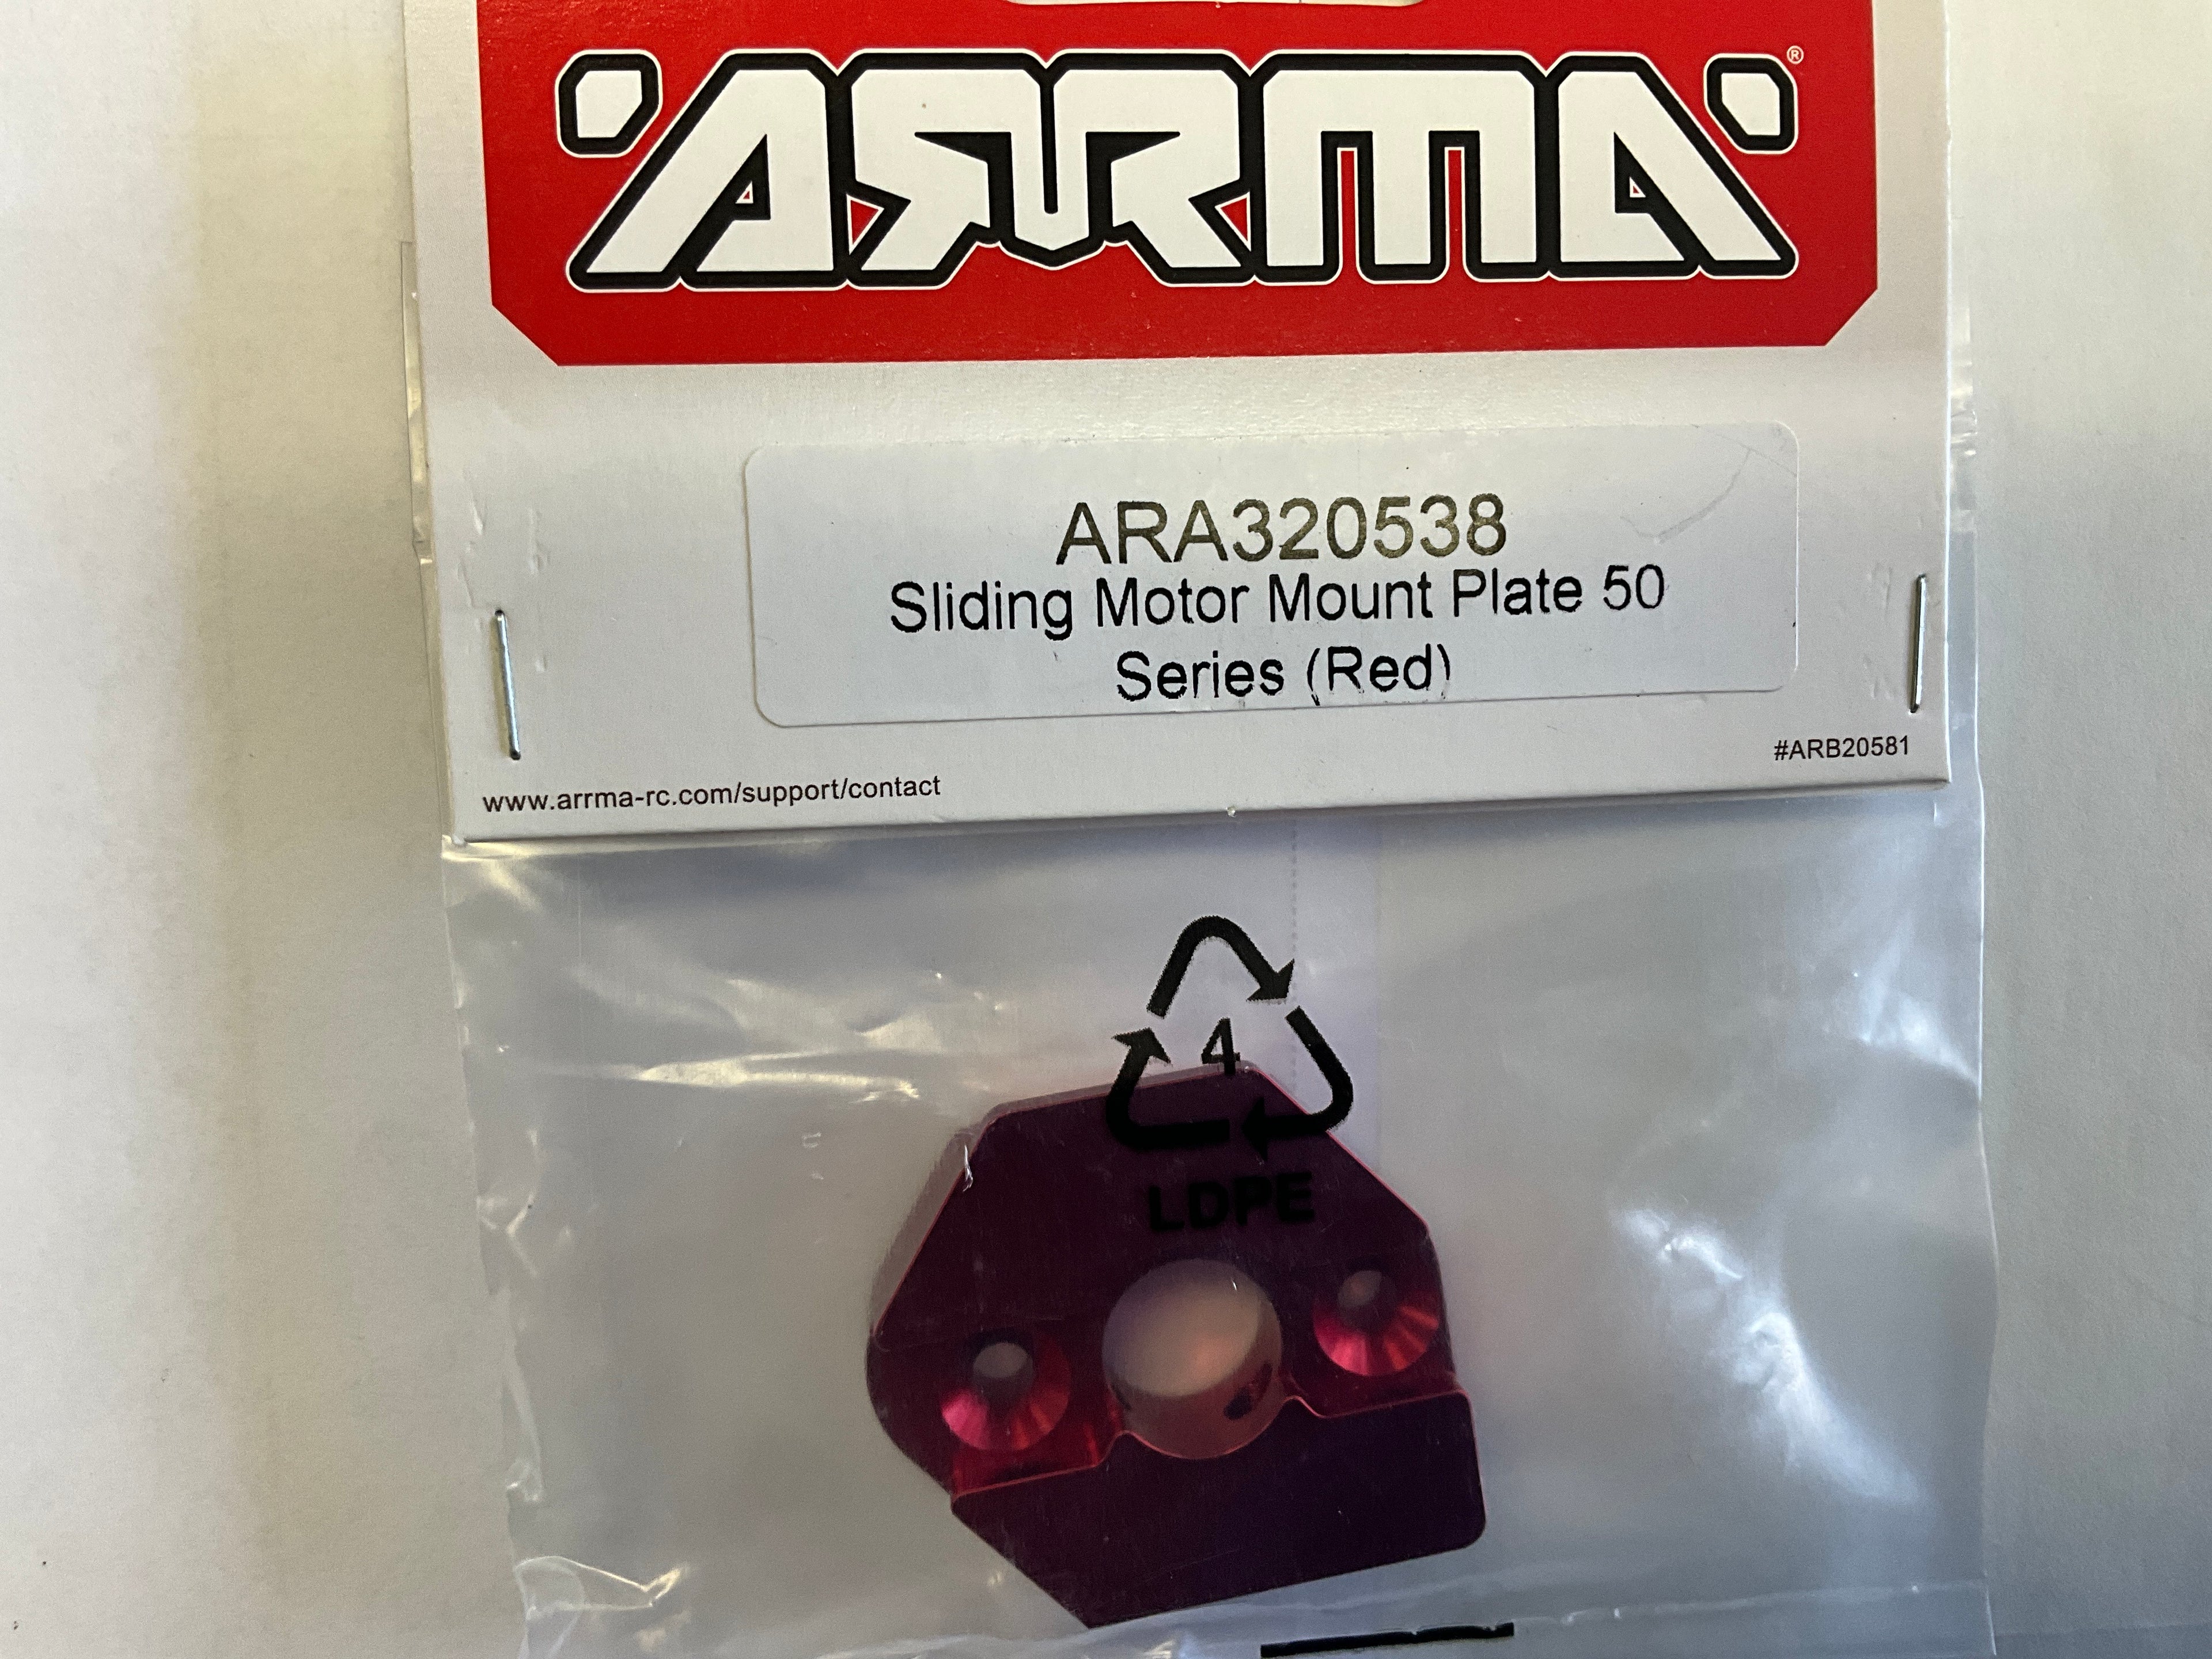 ARRMA®
ARA320538
Sliding Motor Mount Plate 50
Series (Red)
#ARB20581
www.arrma-rc.com/support/contact
4
LDPE